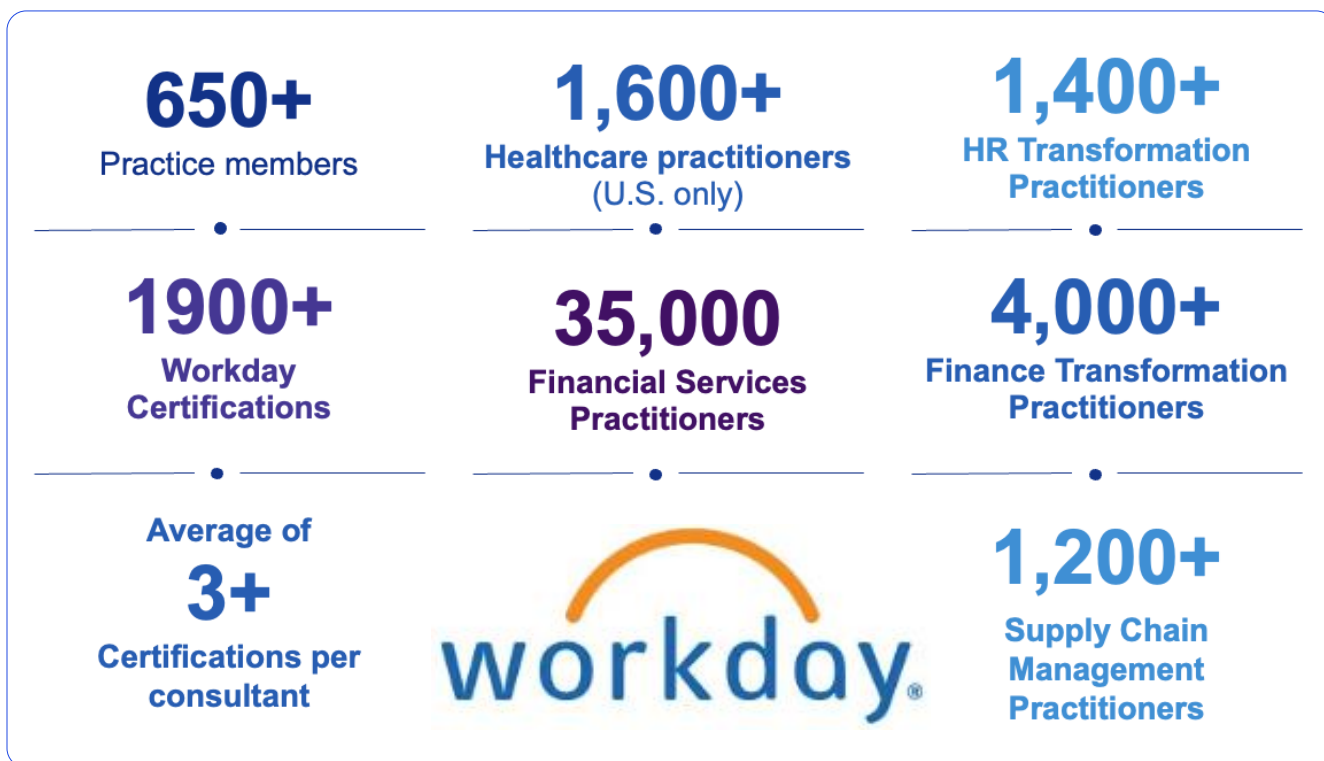 650+
Practice members
1,600+
Healthcare practitioners
(U.S. only)
1,400+
HR Transformation
Practitioners
1900+
Workday
Certifications
35,000
Financial Services
Practitioners
4,000+
Finance Transformation
Practitioners
Average of
3+
Certifications per
consultant
workday®
1,200+
Supply Chain
Management
Practitioners